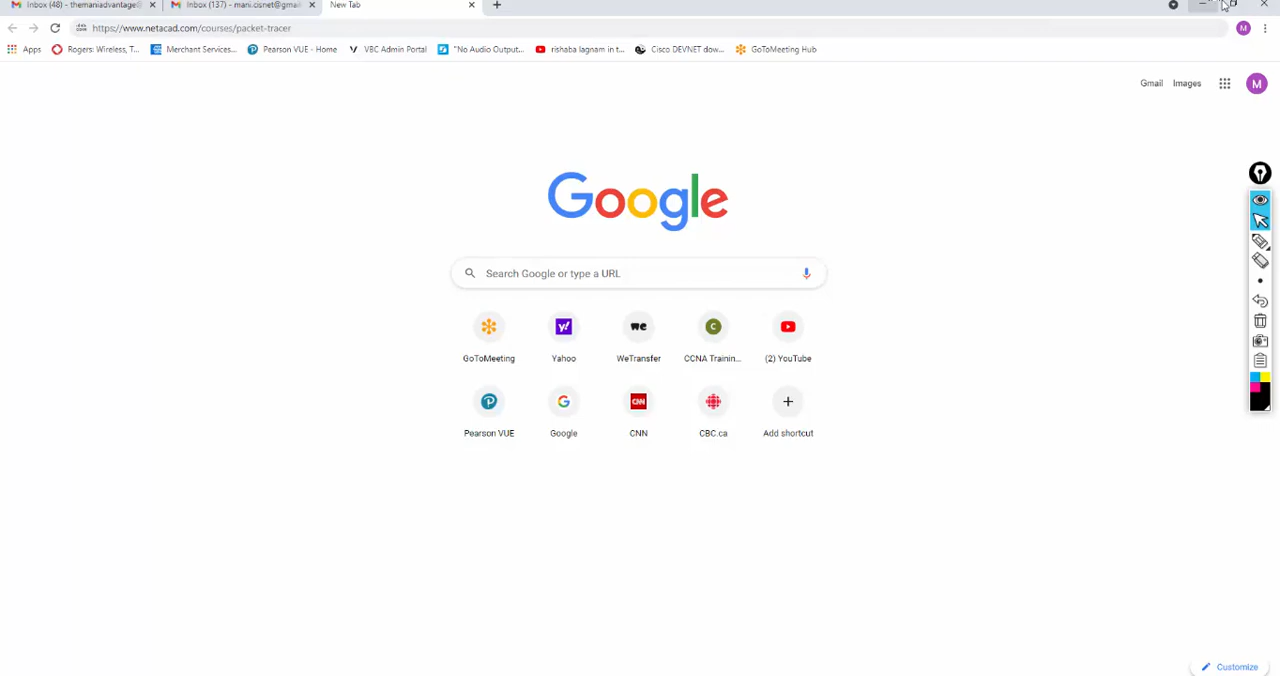 Inbox (48) - themaniadvantage@
Inbox (137) - mani.cisnet@gmail
New Tab
https://www.netacad.com/courses/packet-tracer
M
Apps
Rogers: Wireless, T...
Merchant Services...
Pearson VUE - Home
VBC Admin Portal
"No Audio Output...
rishaba lagnam in t...
Cisco DEVNET dow...
GoToMeeting Hub
Gmail
Images
M
Google
Search Google or type a URL
GoToMeeting
y!
Yahoo
we
WeTransfer
C
CCNA Trainin...
(2) YouTube
P
Pearson VUE
G
Google
CNN
CNN
CBC.ca
Add shortcut
Customize